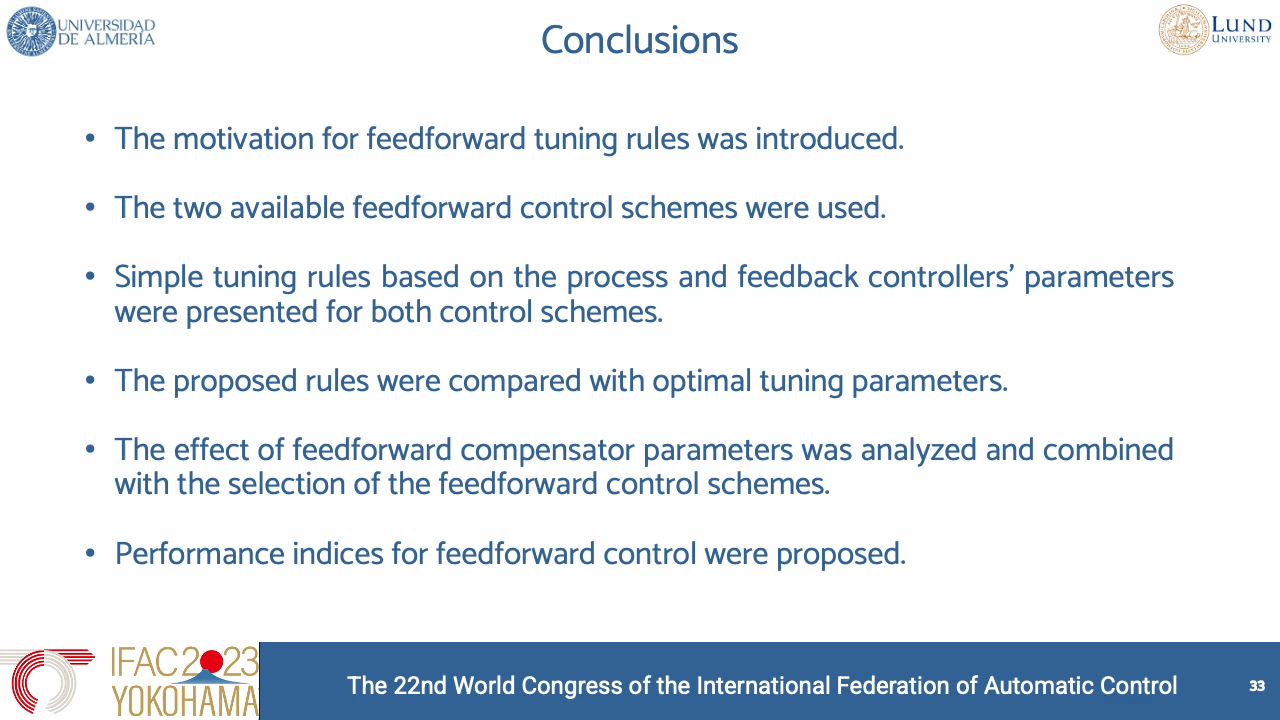 UNIVERSIDAD
DE ALMERÍA
Conclusions
LUND
UNIVERSITY
• The motivation for feedforward tuning rules was introduced.
• The two available feedforward control schemes were used.
• Simple tuning rules based on the process and feedback controllers’ parameters
were presented for both control schemes.
• The proposed rules were compared with optimal tuning parameters.
• The effect of feedforward compensator parameters was analyzed and combined
with the selection of the feedforward control schemes.
• Performance indices for feedforward control were proposed.
IFAC 2023
YOKOHAMA
The 22nd World Congress of the International Federation of Automatic Control
33